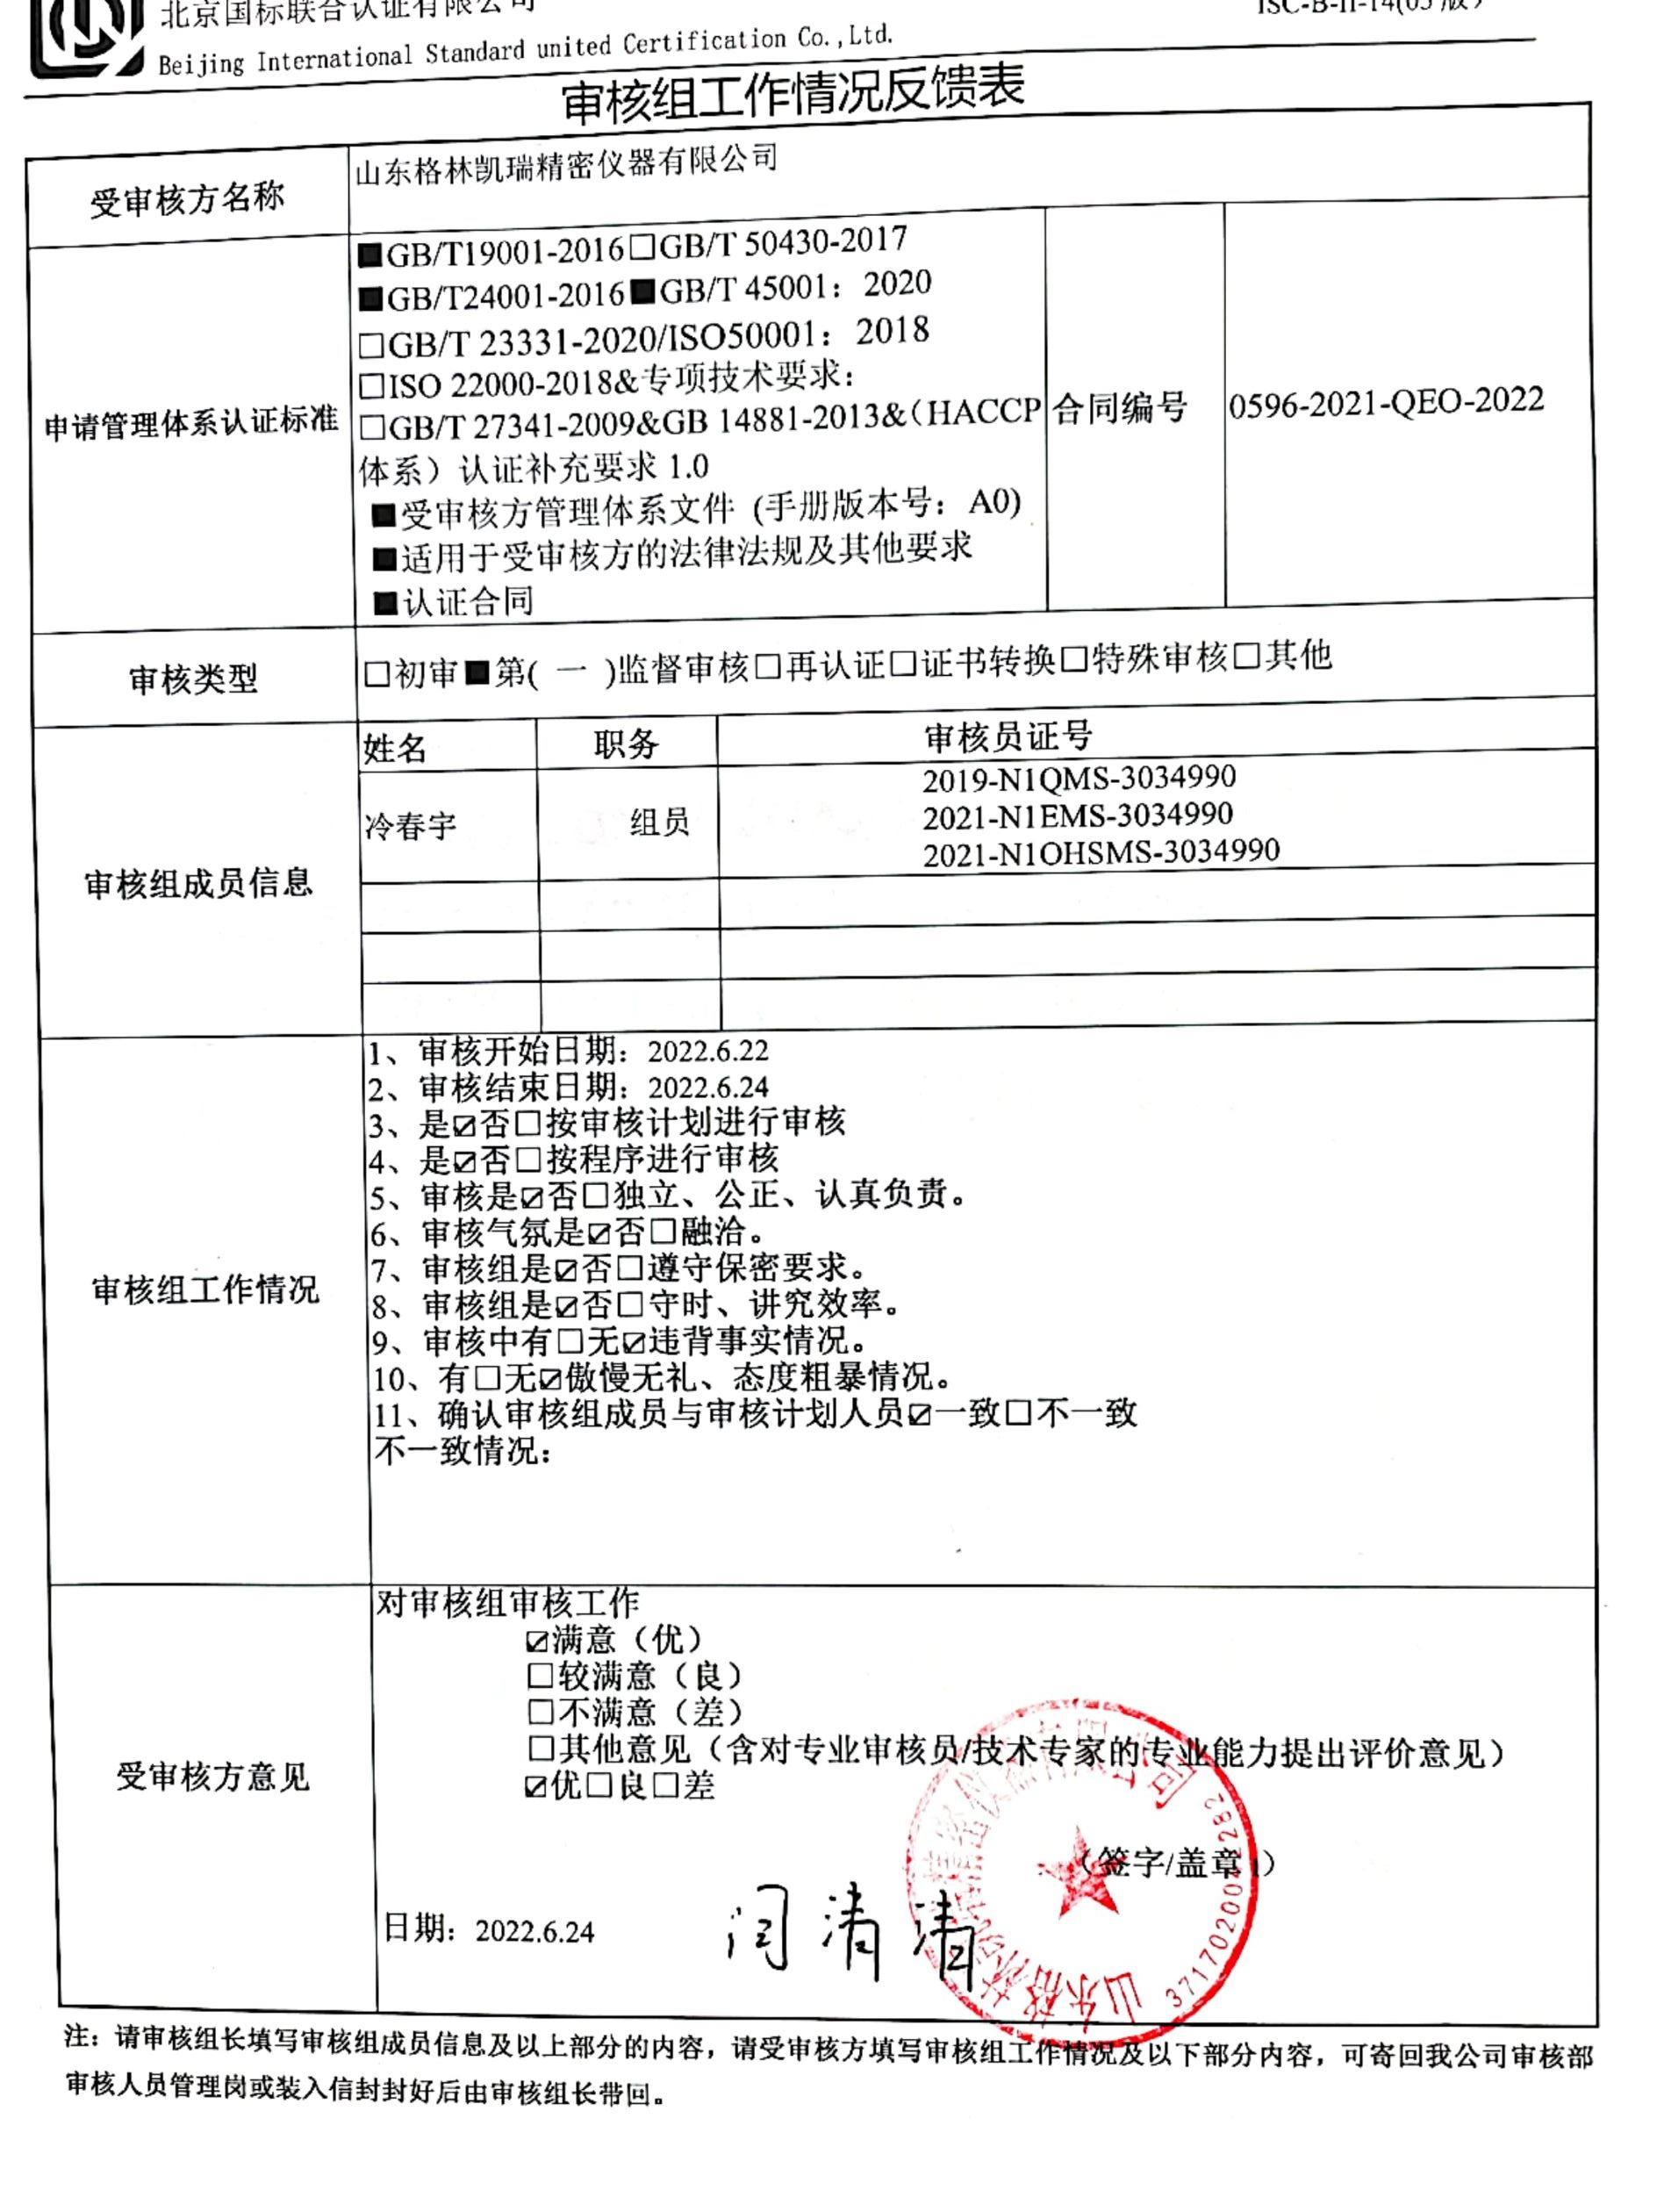 北京国标联合认证有限公司
ISC-B-II-14(05版)
Beijing International Standard united Certification Co.,Ltd.
审核组工作情况反馈表
受审核方名称
山东格林凯瑞精密仪器有限公司
申请管理体系认证标准
■GB/T19001-2016□GB/T 50430-2017
■GB/T24001-2016■GB/T 45001：2020
□GB/T 23331-2020/ISO50001：2018
□ISO 22000-2018&专项技术要求：
□GB/T 27341-2009&GB 14881-2013&（HACCP
体系）认证补充要求 1.0
■受审核方管理体系文件 (手册版本号：A0)
■适用于受审核方的法律法规及其他要求
■认证合同
合同编号
0596-2021-QEO-2022
审核类型
□初审■第( 一 )监督审核□再认证□证书转换□特殊审核□其他
审核组成员信息
姓名 职务 审核员证号
冷春宇 组员
2019-N1QMS-3034990
2021-N1EMS-3034990
2021-N1OHSMS-3034990
审核组工作情况
1、审核开始日期：2022.6.22
2、审核结束日期：2022.6.24
3、是☑否□按审核计划进行审核
4、是☑否□按程序进行审核
5、审核是☑否□独立、公正、认真负责。
6、审核气氛是☑否□融洽。
7、审核组是☑否□遵守保密要求。
8、审核组是☑否□守时、讲究效率。
9、审核中有□无☑违背事实情况。
10、有□无☑傲慢无礼、态度粗暴情况。
11、确认审核组成员与审核计划人员☑一致□不一致
不一致情况：
受审核方意见
对审核组审核工作
☑满意（优）
□较满意（良）
□不满意（差）
□其他意见（含对专业审核员/技术专家的专业能力提出评价意见）
☑优□良□差
（签字/盖章）
日期：2022.6.24
闫清清
注：请审核组长填写审核组成员信息及以上部分的内容，请受审核方填写审核组工作情况及以下部分内容，可寄回我公司审核部
审核人员管理岗或装入信封封好后由审核组长带回。